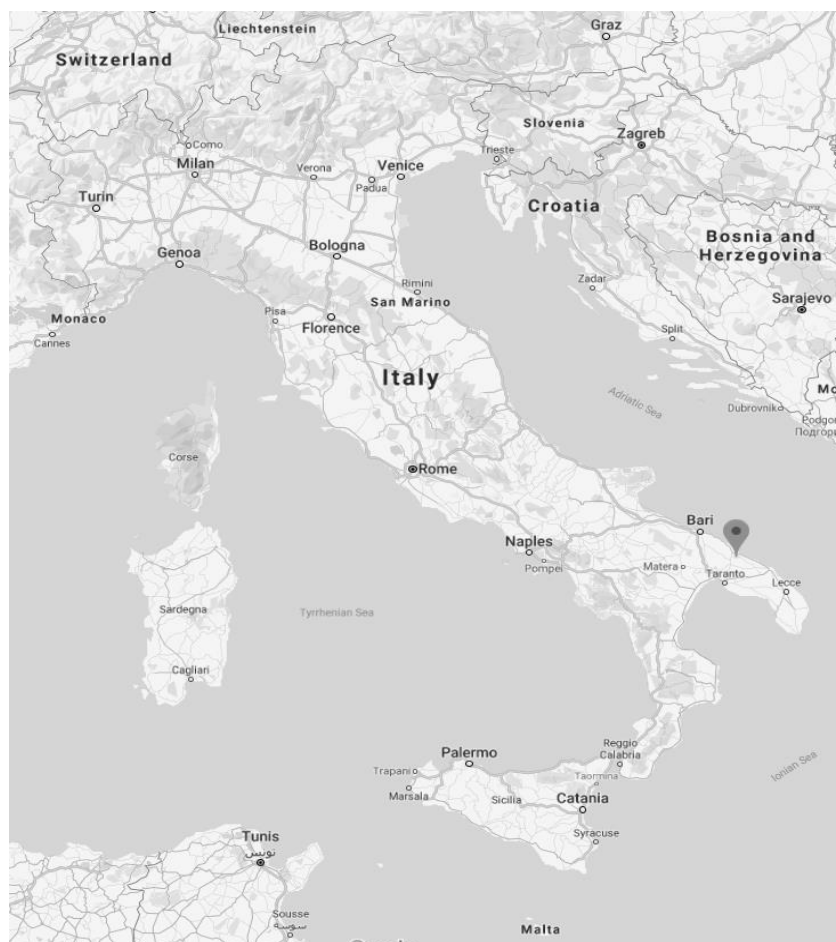 Graz
Liechtenstein
Switzerland
Slovenia
Zagreb
Como
Trieste
Milan
Verona
Venice
Padua
Turin
Croatia
Bosnia and
Herzegovina
Bologna
Genoa
Zadar
Rimini
Sarajevo
San Marino
Pisa
Monaco
Florence
Split
Cannes
Italy
Adriatic Sea
Dubrovnik
Podgor
Подгори
Corse
Rome
Bari
Naples
Pompei
Matera
Taranto
Lecce
Sardegna
Tyrrhenian Sea
Cagliari
Reggio
Calabria
Palermo
Ionian Sea
Trapani
Taormina
Marsala
Sicilia
Catania
Syracuse
Tunis
تونس
Sousse
سوسة
Malta